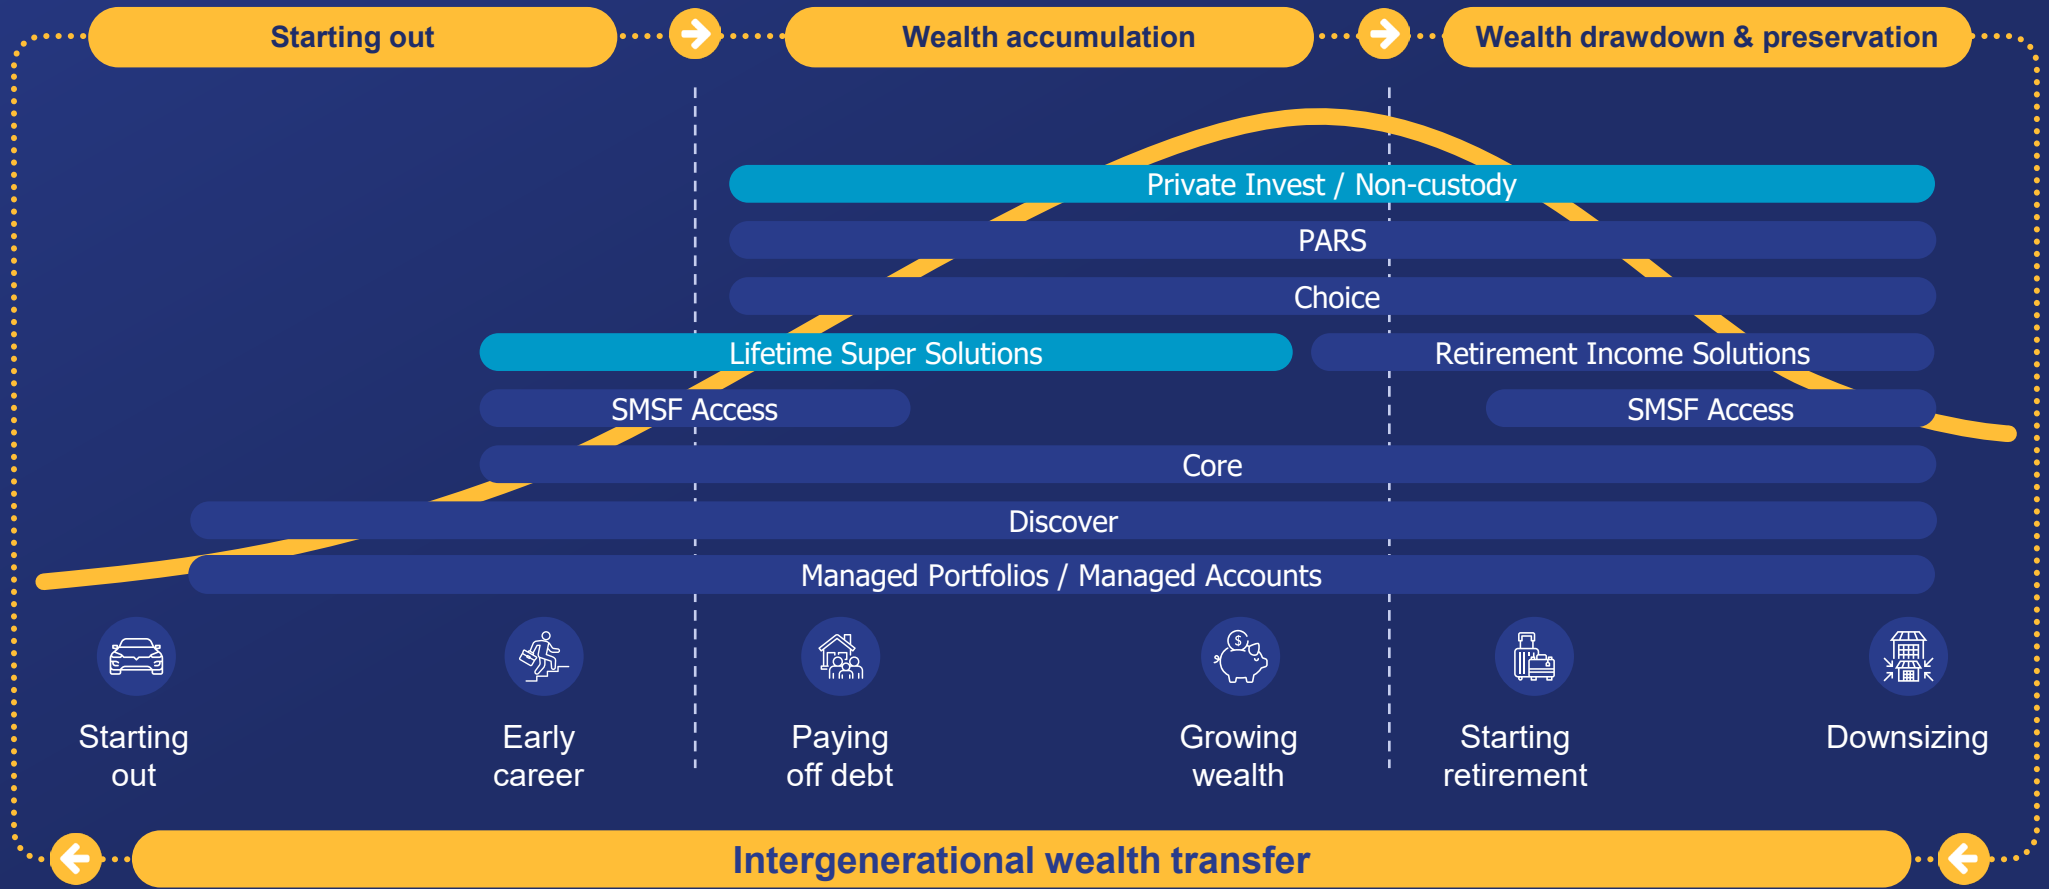 Starting out
Wealth accumulation
Wealth drawdown & preservation
Private Invest / Non-custody
PARS
Choice
Lifetime Super Solutions
Retirement Income Solutions
SMSF Access
SMSF Access
Core
Discover
Managed Portfolios / Managed Accounts
$
Starting
out
Early
career
Paying
off debt
Growing
wealth
Starting
retirement
Downsizing
Intergenerational wealth transfer